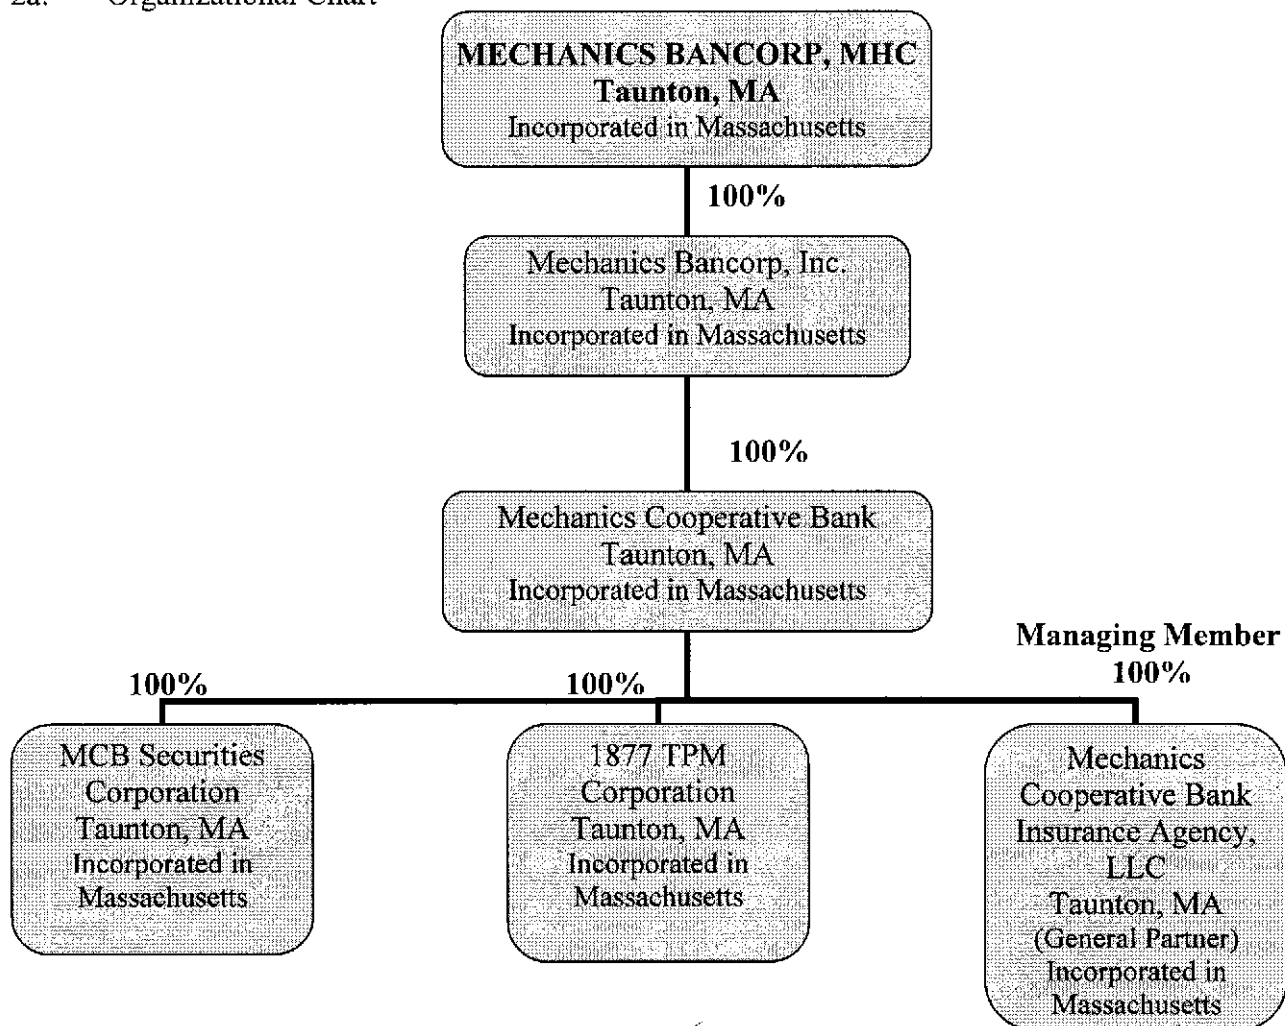 2a. Organizational Chart
MECHANICS BANCORP, MHC
Taunton, MA
Incorporated in Massachusetts
100%
Mechanics Bancorp, Inc.
Taunton, MA
Incorporated in Massachusetts
100%
Mechanics Cooperative Bank
Taunton, MA
Incorporated in Massachusetts
100%
MCB Securities
Corporation
Taunton, MA
Incorporated in
Massachusetts
100%
1877 TPM
Corporation
Taunton, MA
Incorporated in
Massachusetts
Managing Member
100%
Mechanics
Cooperative Bank
Insurance Agency,
LLC
Taunton, MA
(General Partner)
Incorporated in
Massachusetts